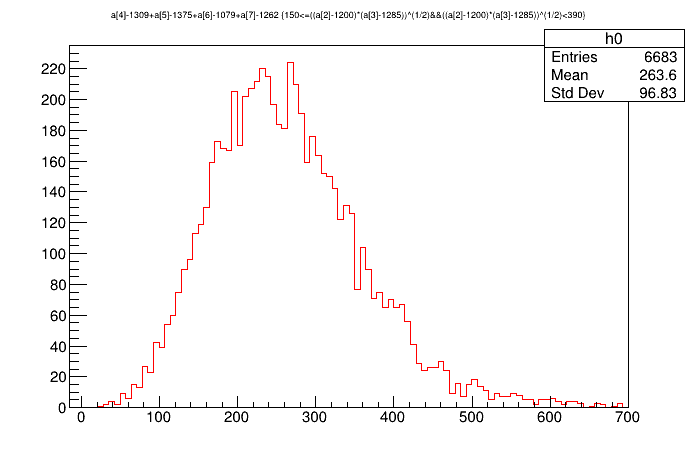 a[4]-1309+a[5]-1375+a[6]-1079+a[7]-1262 {150<=((a[2]-1200)*(a[3]-1285))^(1/2)&&((a[2]-1200)*(a[3]-1285))^(1/2)<390}
h0
Entries 6683
Mean 263.6
Std Dev 96.83
220
200
180
160
140
120
100
80
60
40
20
0
0 100 200 300 400 500 600 700